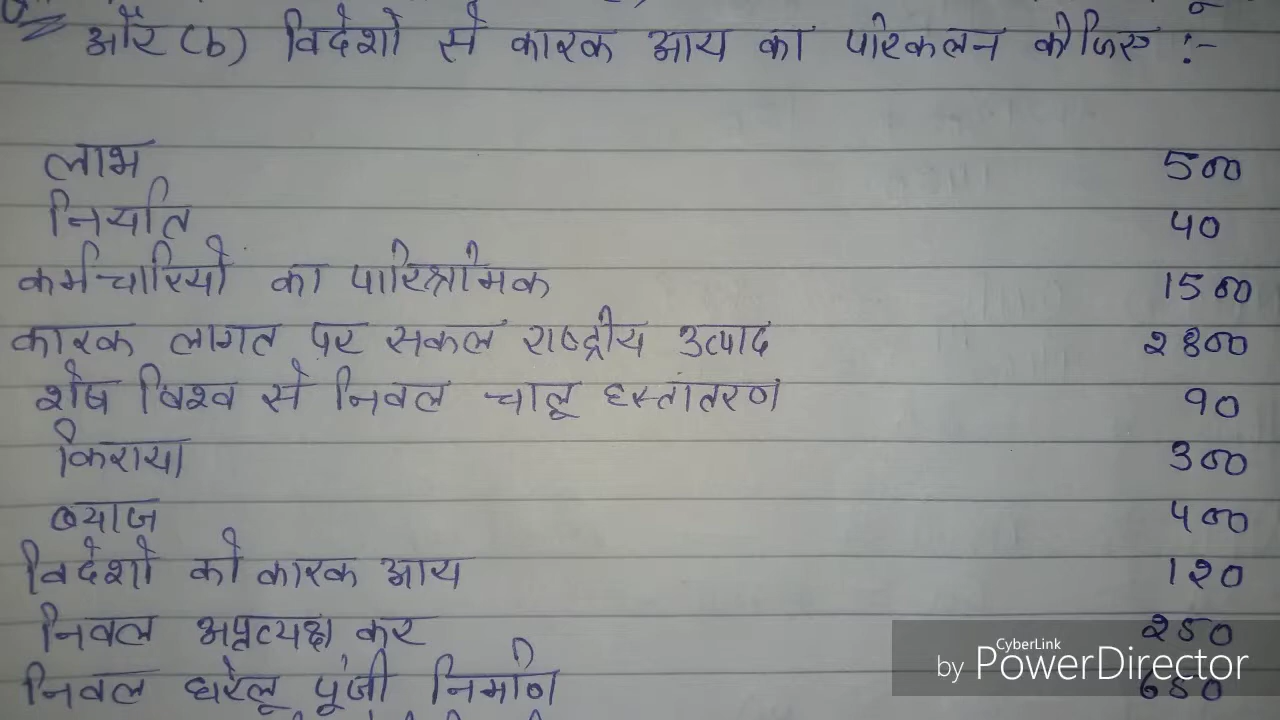 और (b) विदेशो से कारक आय का परिकलन कीजिए :-
लाभ 500
निर्यात 40
कर्मचारियों का पारिश्रमिक 1500
कारक लागत पर सकल राष्ट्रीय उत्पाद 2800
शेष विश्व से निवल चालू हस्तांतरण 90
किराया 300
ब्याज 400
विदेशो को कारक आय 120
निवल अप्रत्यक्ष कर 250
CyberLink
by PowerDirector
निवल घरेलू पूंजी निर्माण 650